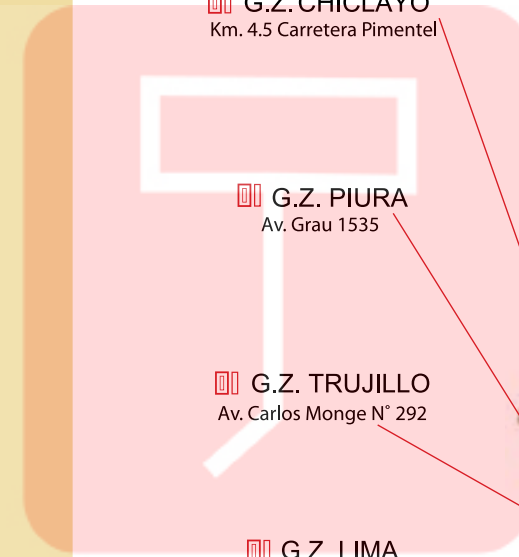 G.Z. CHICLAYO
Km. 4.5 Carretera Pimentel
G.Z. PIURA
Av. Grau 1535
G.Z. TRUJILLO
Av. Carlos Monge N° 292
G.Z. LIMA